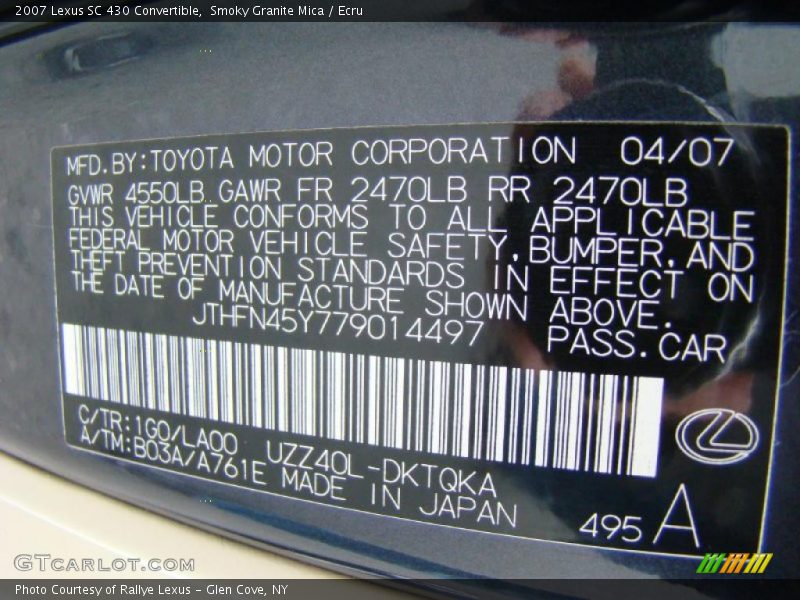 2007 Lexus SC 430 Convertible,  Smoky Granite Mica / Ecru
MFD.BY:TOYOTA MOTOR CORPORATION 04/07
GVWR 4550LB GAWR FR 2470LB RR 2470LB
THIS VEHICLE CONFORMS TO ALL APPLICABLE
FEDERAL MOTOR VEHICLE SAFETY,BUMPER,AND
THEFT PREVENTION STANDARDS IN EFFECT ON
THE DATE OF MANUFACTURE SHOWN ABOVE.
JTHFN45Y779014497 PASS.CAR
C/TR:1G0/LA00 UZZ40L-DKTQKA
A/TM:B03A/A761E MADE IN JAPAN
495 A
GTCARLOT.COM
Photo Courtesy of Rallye Lexus - Glen Cove, NY